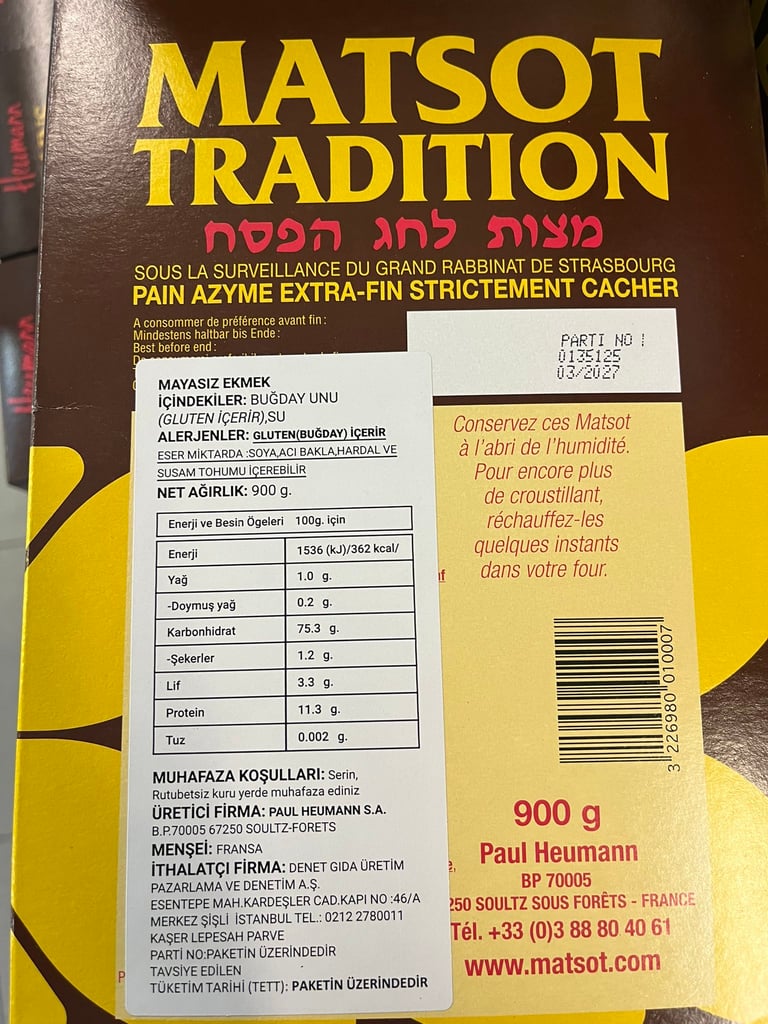 Heumann
MATSOT
TRADITION
מצות לחג הפסח
SOUS LA SURVEILLANCE DU GRAND RABBINAT DE STRASBOURG
PAIN AZYME EXTRA-FIN STRICTEMENT CACHER
A consommer de préférence avant fin :
Mindestens haltbar bis Ende :
Best before end :
PARTI NO !
0135125
03/2027
MAYASIZ EKMEK
İÇİNDEKİLER: BUĞDAY UNU
(GLUTEN İÇERİR),SU
ALERJENLER: GLUTEN(BUĞDAY) İÇERİR
ESER MİKTARDA :SOYA,ACI BAKLA,HARDAL VE
SUSAM TOHUMU İÇEREBİLİR
NET AĞIRLIK: 900 g.
Enerji ve Besin Ögeleri 100g. için
Enerji 1536 (kJ)/362 kcal/
Yağ 1.0 g.
-Doymuş yağ 0.2 g.
Karbonhidrat 75.3 g.
-Şekerler 1.2 g.
Lif 3.3 g.
Protein 11.3 g.
Tuz 0.002 g.
MUHAFAZA KOŞULLARI: Serin,
Rutubetsiz kuru yerde muhafaza ediniz
ÜRETİCİ FİRMA: PAUL HEUMANN S.A.
B.P.70005 67250 SOULTZ-FORETS
MENŞEİ: FRANSA
İTHALATÇI FİRMA: DENET GIDA ÜRETİM
PAZARLAMA VE DENETİM A.Ş.
ESENTEPE MAH.KARDEŞLER CAD.KAPI NO :46/A
MERKEZ ŞİŞLİ İSTANBUL TEL.: 0212 2780011
KAŞER LEPESAH PARVE
PARTİ NO:PAKETİN ÜZERİNDEDİR
TAVSİYE EDİLEN
TÜKETİM TARİHİ (TETT): PAKETİN ÜZERİNDEDİR
Conservez ces Matsot
à l'abri de l'humidité.
Pour encore plus
de croustillant,
réchauffez-les
quelques instants
dans votre four.
3 226980 010007
900 g
Paul Heumann
BP 70005
250 SOULTZ SOUS FORÊTS - FRANCE
Tél. +33 (0)3 88 80 40 61
www.matsot.com